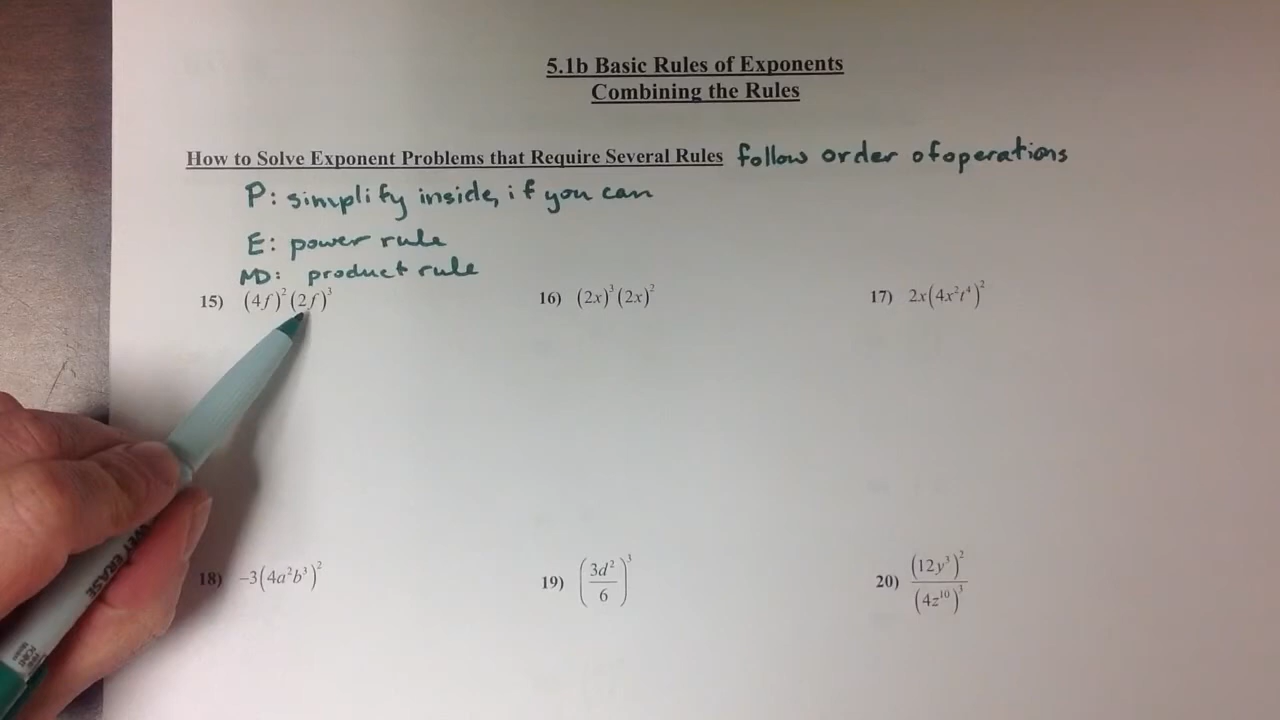 5.1b Basic Rules of Exponents
Combining the Rules
How to Solve Exponent Problems that Require Several Rules follow order of operations
P: simplify inside, if you can
E: power rule
MD: product rule
15) (4f)²(2f)³ 16) (2x)³(2x)² 17) 2x(4x²t⁴)²
18) −3(4a²b³)² 19) (3d²/6)³ 20) (12y³)²/(4z¹⁰)³